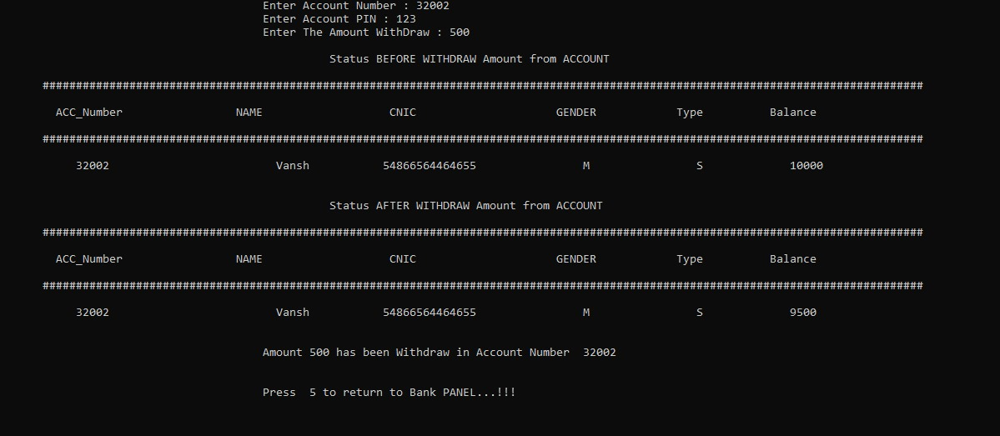 Enter Account Number : 32002
Enter Account PIN : 123
Enter The Amount WithDraw : 500
Status BEFORE WITHDRAW Amount from ACCOUNT
####################################################################################################################################
ACC_Number NAME CNIC GENDER Type Balance
####################################################################################################################################
32002 Vansh 54866564464655 M S 10000
Status AFTER WITHDRAW Amount from ACCOUNT
####################################################################################################################################
ACC_Number NAME CNIC GENDER Type Balance
####################################################################################################################################
32002 Vansh 54866564464655 M S 9500
Amount 500 has been Withdraw in Account Number 32002
Press 5 to return to Bank PANEL...!!!